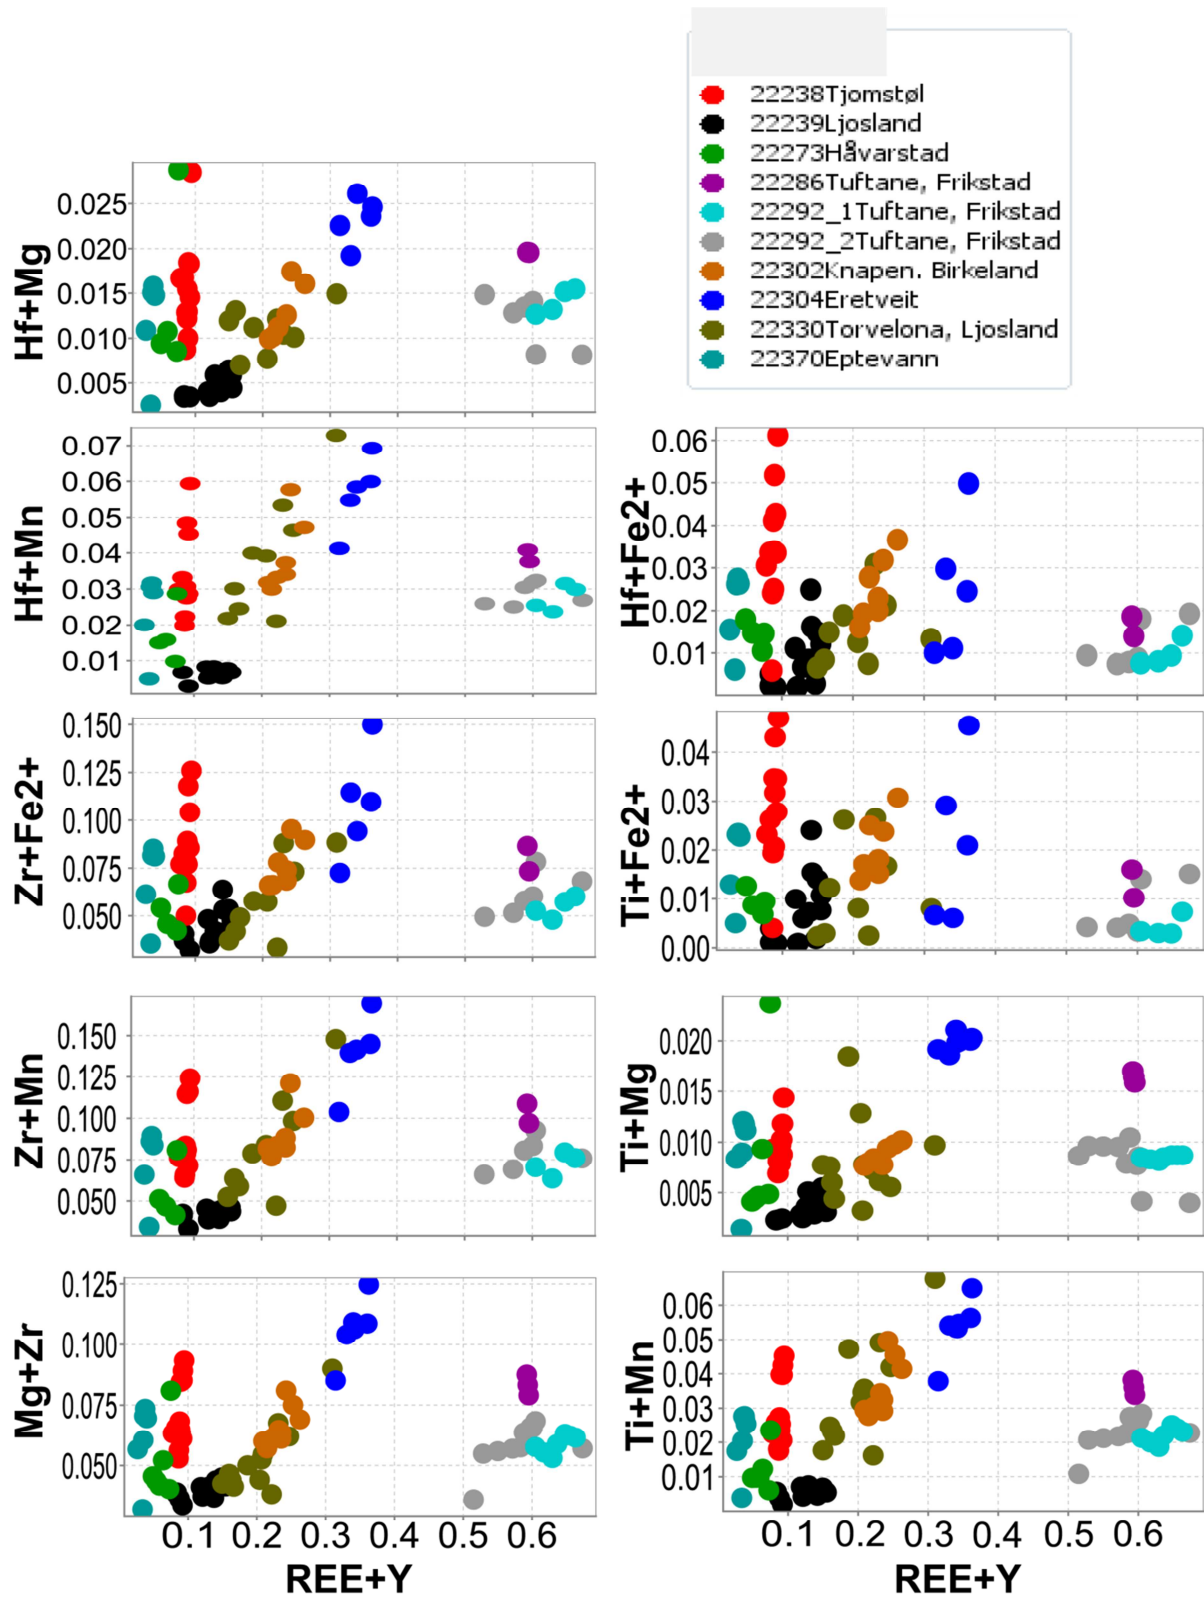 22238Tjomstøl
22239Ljosland
22273Håvarstad
22286Tuftane, Frikstad
22292_1Tuftane, Frikstad
22292_2Tuftane, Frikstad
22302Knapen. Birkeland
22304Eretveit
22330Torvelona, Ljosland
22370Eptevann
Hf+Mg
0.025
0.020
0.015
0.010
0.005
Hf+Mn
0.07
0.06
0.05
0.04
0.03
0.02
0.01
Hf+Fe2+
0.06
0.05
0.04
0.03
0.02
0.01
Zr+Fe2+
0.150
0.125
0.100
0.075
0.050
Ti+Fe2+
0.04
0.03
0.02
0.01
0.00
Zr+Mn
0.150
0.125
0.100
0.075
0.050
Ti+Mg
0.020
0.015
0.010
0.005
Mg+Zr
0.125
0.100
0.075
0.050
0.1 0.2 0.3 0.4 0.5 0.6
REE+Y
Ti+Mn
0.06
0.05
0.04
0.03
0.02
0.01
0.1 0.2 0.3 0.4 0.5 0.6
REE+Y